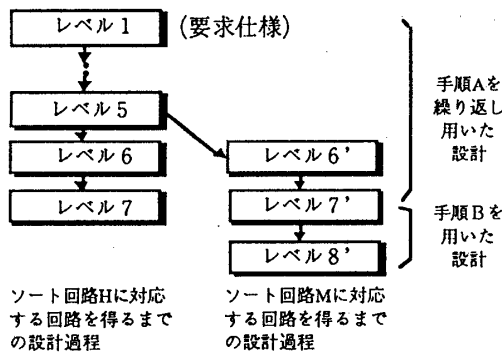 レベル1 (要求仕様)
レベル5
レベル6 レベル6'
レベル7 レベル7'
レベル8'
手順Aを
繰り返し
用いた
設計
手順Bを
用いた
設計
ソート回路Hに対応
する回路を得るまで
の設計過程
ソート回路Mに対応
する回路を得るまで
の設計過程